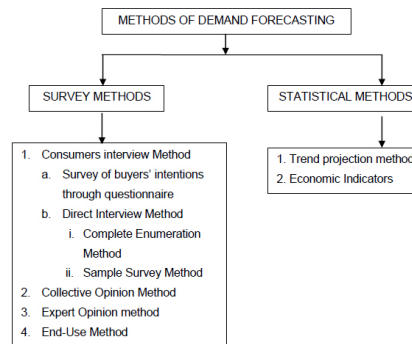 METHODS OF DEMAND FORECASTING
SURVEY METHODS
STATISTICAL METHODS
1. Consumers interview Method
a. Survey of buyers' intentions
through questionnaire
b. Direct Interview Method
i. Complete Enumeration
Method
ii. Sample Survey Method
2. Collective Opinion Method
3. Expert Opinion method
4. End-Use Method
1. Trend projection method
2. Economic Indicators